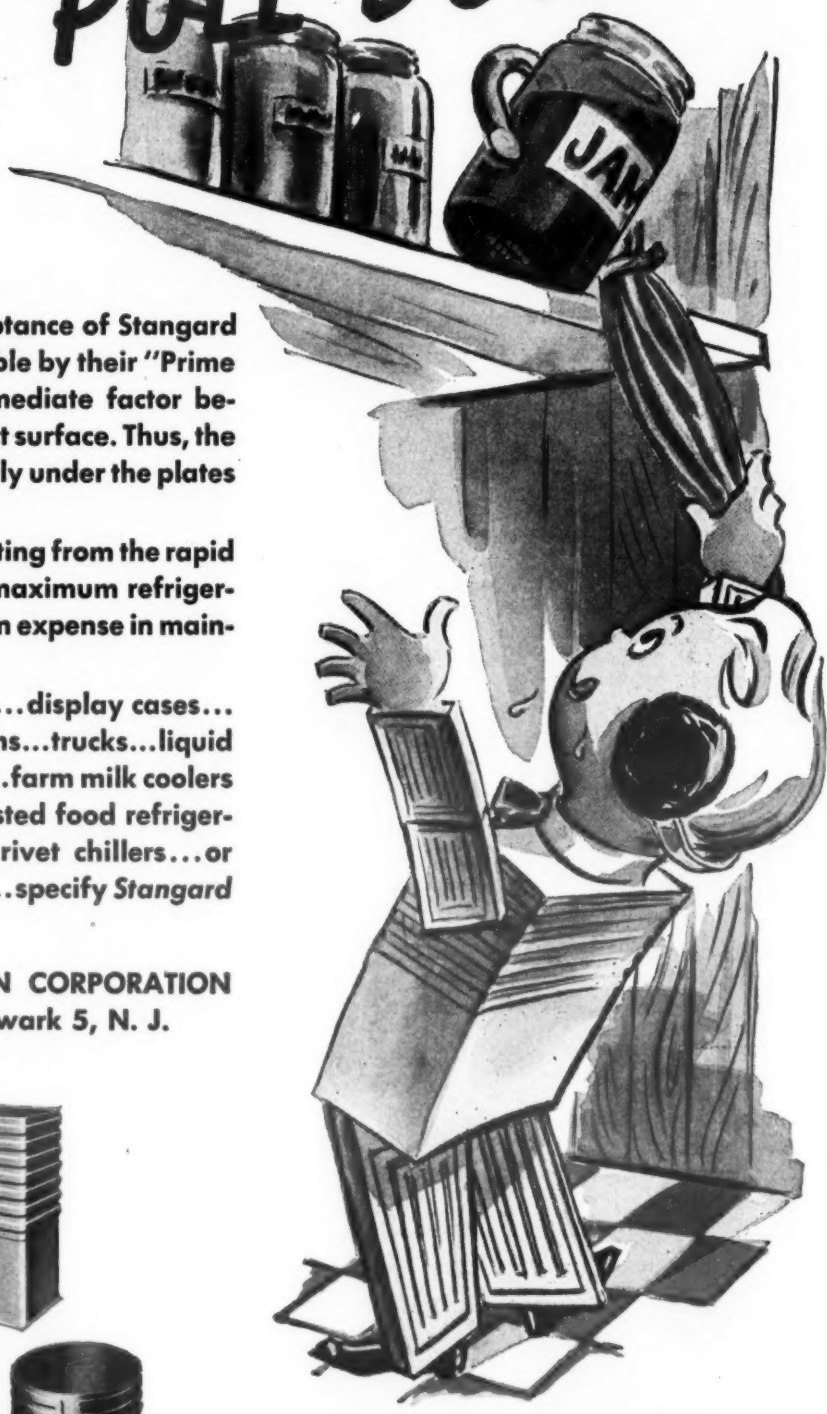 PULL
JAM
ptance of Stangard
ble by their "Prime
mediate factor be-
t surface. Thus, the
ly under the plates
ting from the rapid
maximum refriger-
n expense in main-
...display cases...
ns...trucks...liquid
..farm milk coolers
sted food refriger-
rivet chillers...or
..specify Stangard
N CORPORATION
wark 5, N. J.